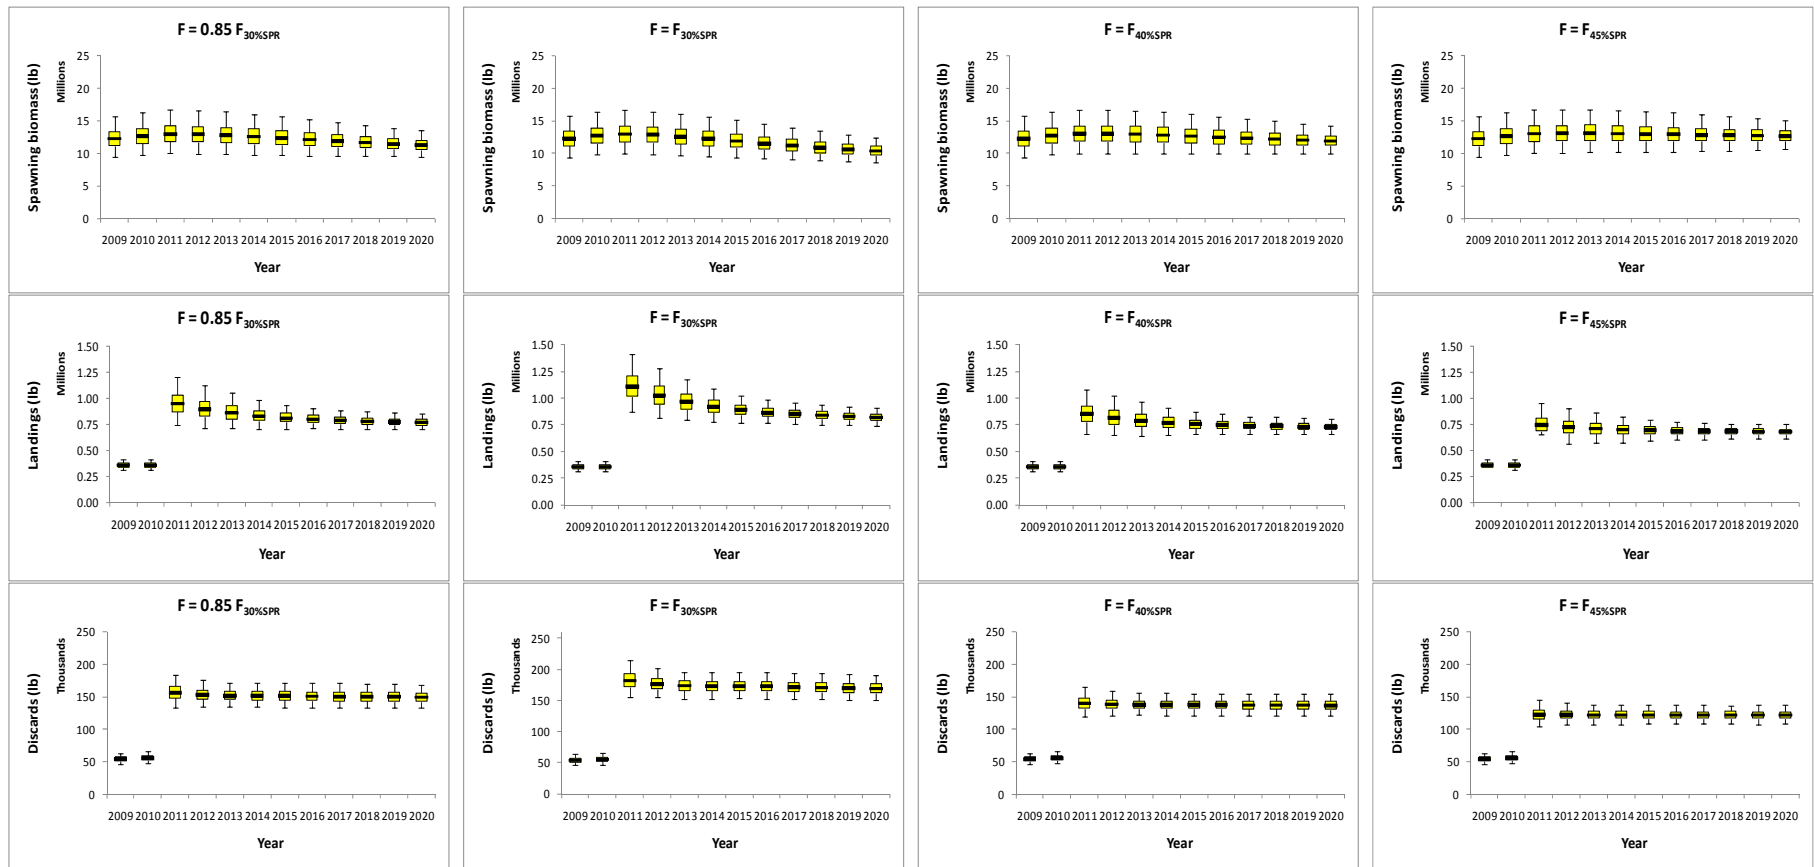 F = 0.85 F30%SPR
Spawning biomass (lb)
Millions
25
20
15
10
5
0
2009 2010 2011 2012 2013 2014 2015 2016 2017 2018 2019 2020
Year
F = F30%SPR
Spawning biomass (lb)
Millions
25
20
15
10
5
0
2009 2010 2011 2012 2013 2014 2015 2016 2017 2018 2019 2020
Year
F = F40%SPR
Spawning biomass (lb)
Millions
25
20
15
10
5
0
2009 2010 2011 2012 2013 2014 2015 2016 2017 2018 2019 2020
Year
F = F45%SPR
Spawning biomass (lb)
Millions
25
20
15
10
5
0
2009 2010 2011 2012 2013 2014 2015 2016 2017 2018 2019 2020
Year
F = 0.85 F30%SPR
Landings (lb)
Millions
1.50
1.25
1.00
0.75
0.50
0.25
0.00
2009 2010 2011 2012 2013 2014 2015 2016 2017 2018 2019 2020
Year
F = F30%SPR
Landings (lb)
Millions
1.50
1.25
1.00
0.75
0.50
0.25
0.00
2009 2010 2011 2012 2013 2014 2015 2016 2017 2018 2019 2020
Year
F = F40%SPR
Landings (lb)
Millions
1.50
1.25
1.00
0.75
0.50
0.25
0.00
2009 2010 2011 2012 2013 2014 2015 2016 2017 2018 2019 2020
Year
F = F45%SPR
Landings (lb)
Millions
1.50
1.25
1.00
0.75
0.50
0.25
0.00
2009 2010 2011 2012 2013 2014 2015 2016 2017 2018 2019 2020
Year
F = 0.85 F30%SPR
Discards (lb)
Thousands
250
200
150
100
50
0
2009 2010 2011 2012 2013 2014 2015 2016 2017 2018 2019 2020
Year
F = F30%SPR
Discards (lb)
Thousands
250
200
150
100
50
0
2009 2010 2011 2012 2013 2014 2015 2016 2017 2018 2019 2020
Year
F = F40%SPR
Discards (lb)
Thousands
250
200
150
100
50
0
2009 2010 2011 2012 2013 2014 2015 2016 2017 2018 2019 2020
Year
F = F45%SPR
Discards (lb)
Thousands
250
200
150
100
50
0
2009 2010 2011 2012 2013 2014 2015 2016 2017 2018 2019 2020
Year